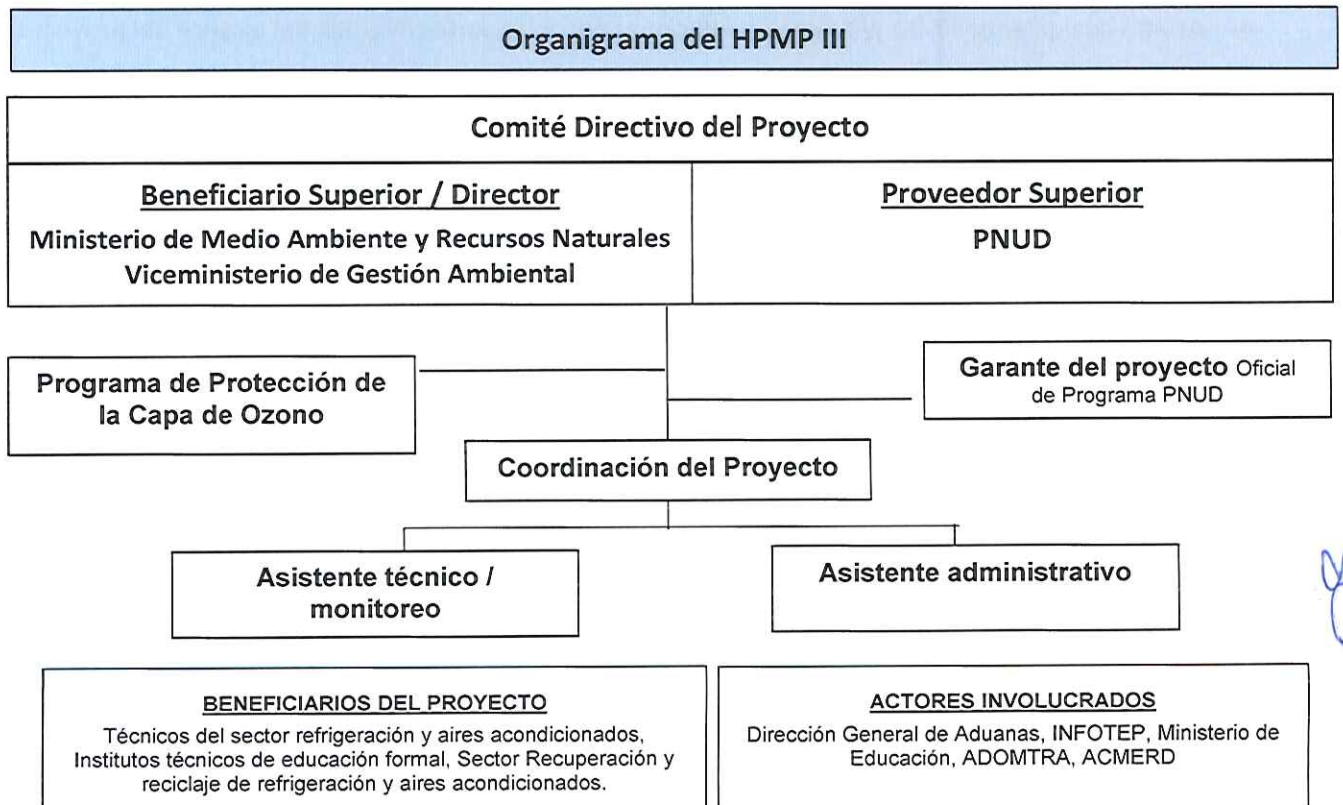 Organigrama del HPMP III
Comité Directivo del Proyecto
Beneficiario Superior / Director
Ministerio de Medio Ambiente y Recursos Naturales
Viceministerio de Gestión Ambiental
Proveedor Superior
PNUD
Programa de Protección de
la Capa de Ozono
Garante del proyecto Oficial
de Programa PNUD
Coordinación del Proyecto
Asistente técnico /
monitoreo
Asistente administrativo
BENEFICIARIOS DEL PROYECTO
Técnicos del sector refrigeración y aires acondicionados,
Institutos técnicos de educación formal, Sector Recuperación y
reciclaje de refrigeración y aires acondicionados.
ACTORES INVOLUCRADOS
Dirección General de Aduanas, INFOTEP, Ministerio de
Educación, ADOMTRA, ACMERD